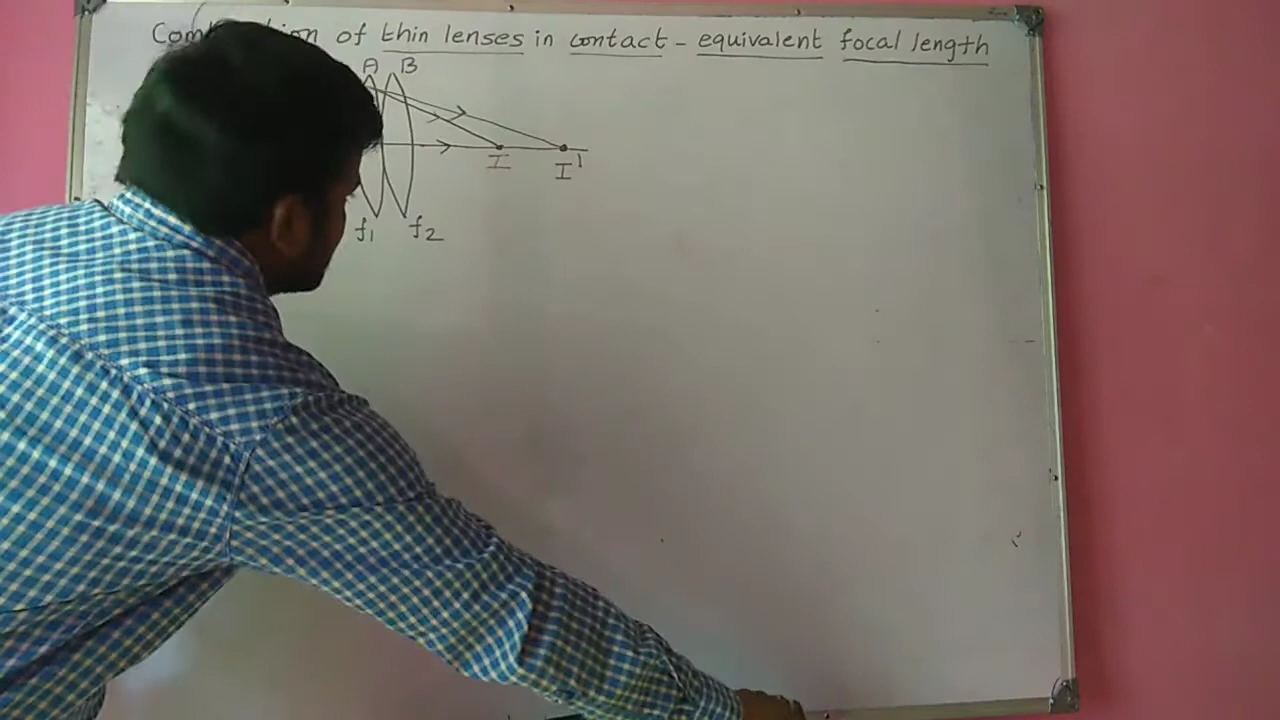 of thin lenses in contact - equivalent focal length
A B
I
I'
f1 f2